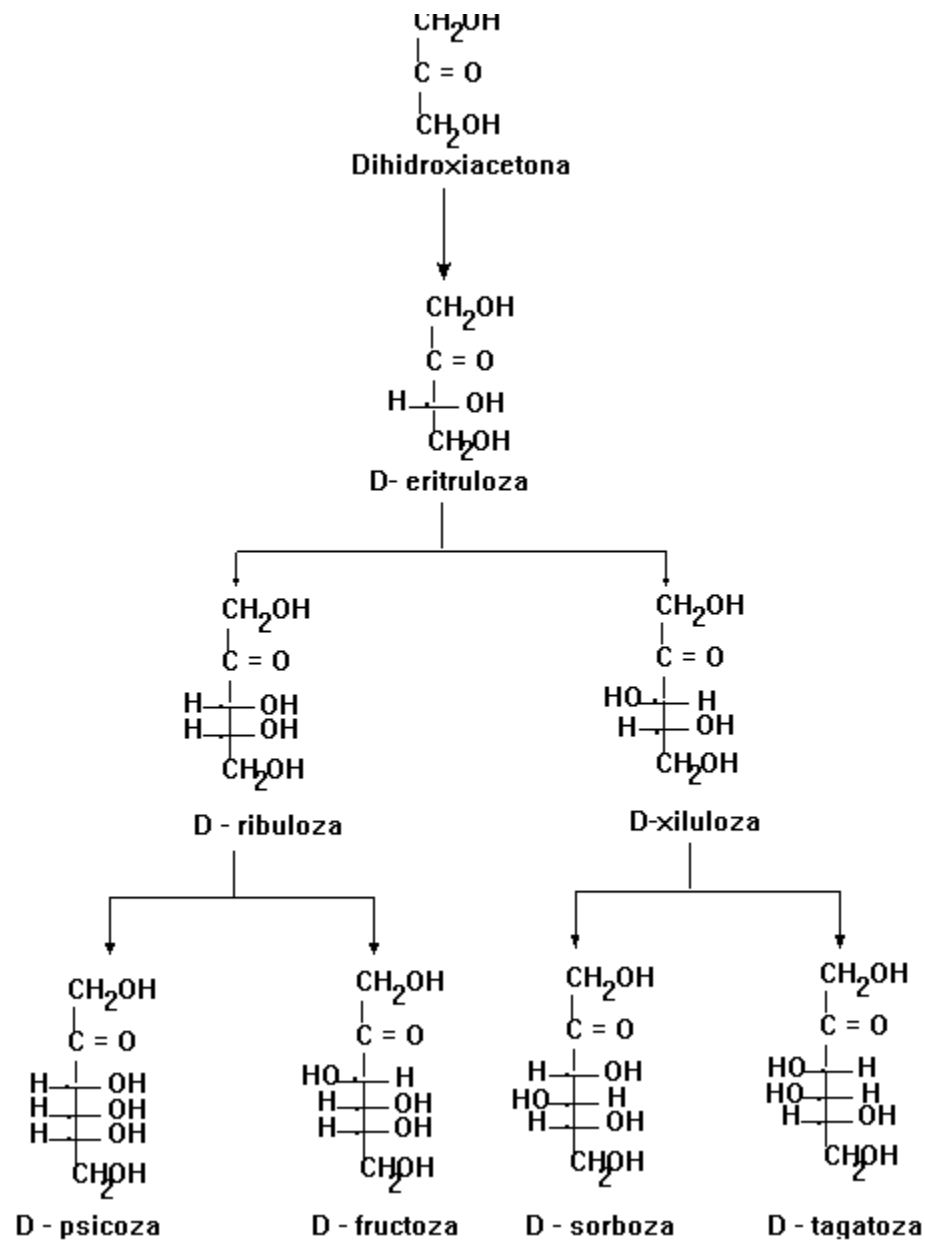 CH2OH
C = O
CH2OH
Dihidroxiacetona
CH2OH
C = O
H OH
CH2OH
D- eritruloza
CH2OH
C = O
H OH
H OH
CH2OH
D - ribuloza
CH2OH
C = O
HO H
H OH
CH2OH
D-xiluloza
CH2OH
C = O
H OH
H OH
H OH
CH2OH
D - psicoza
CH2OH
C = O
HO H
H OH
H OH
CH2OH
D - fructoza
CH2OH
C = O
H OH
HO H
H OH
CH2OH
D - sorboza
CH2OH
C = O
HO H
HO H
H OH
CH2OH
D - tagatoza